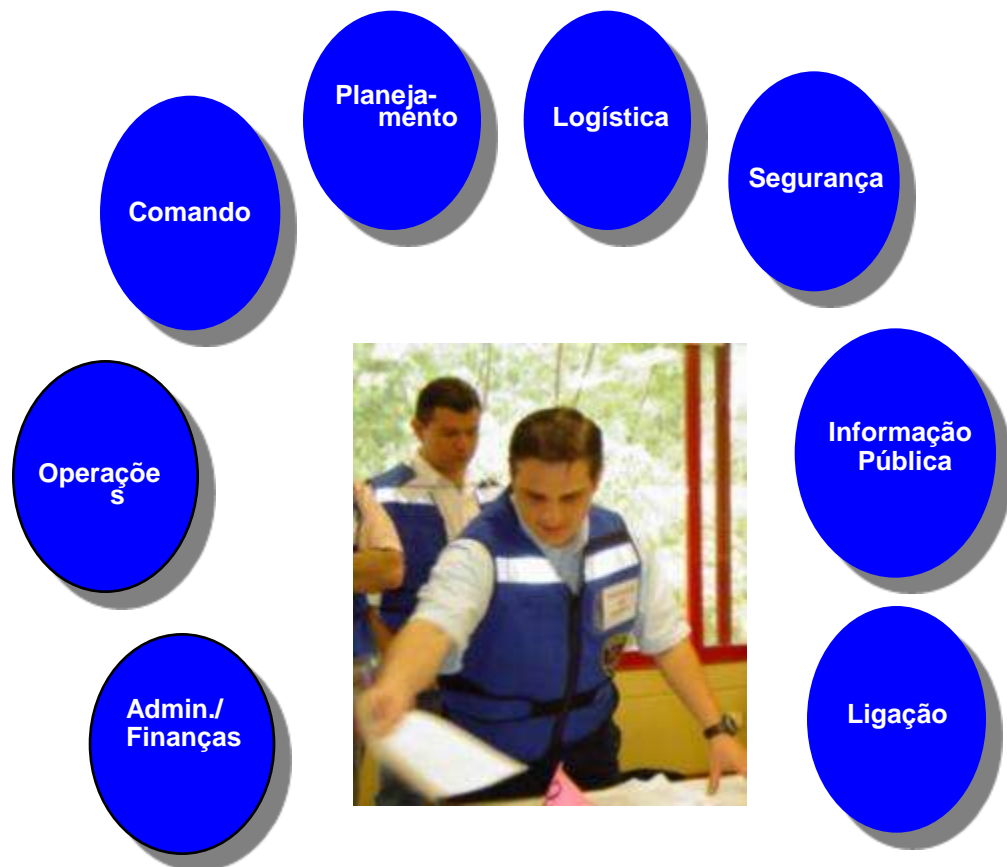 Planeja-
mento
Logística
Segurança
Comando
Informação
Pública
Operaçõe
s
Admin./
Finanças
Ligação